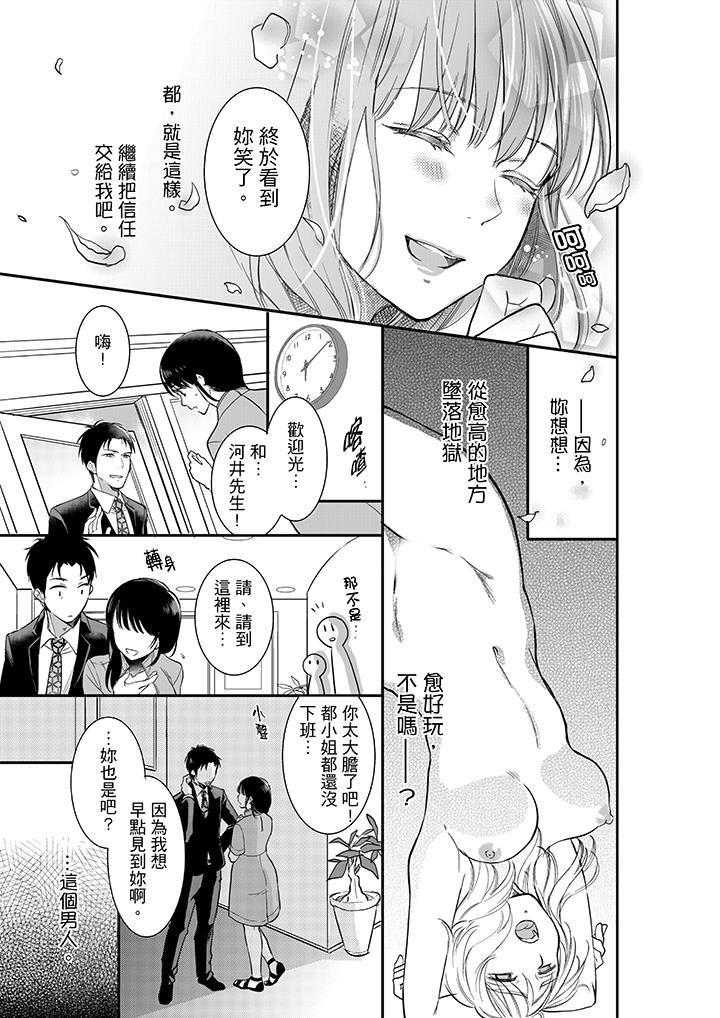 終於看到
妳笑了。
都，就是這樣。
繼續把信任
交給我吧。
呵呵呵
——因為，
妳想想…
從愈高的地方
墜落地獄
愈好玩，
不是嗎——？
喀喳
歡迎光…
和…
河井先生！
嗨！
那不是…
請、請到
這裡來…
轉身
小聲
你太大膽了吧！
都小姐都還沒
下班…
因為我想
早點見到妳啊。
…妳也是吧？
…這個男人。